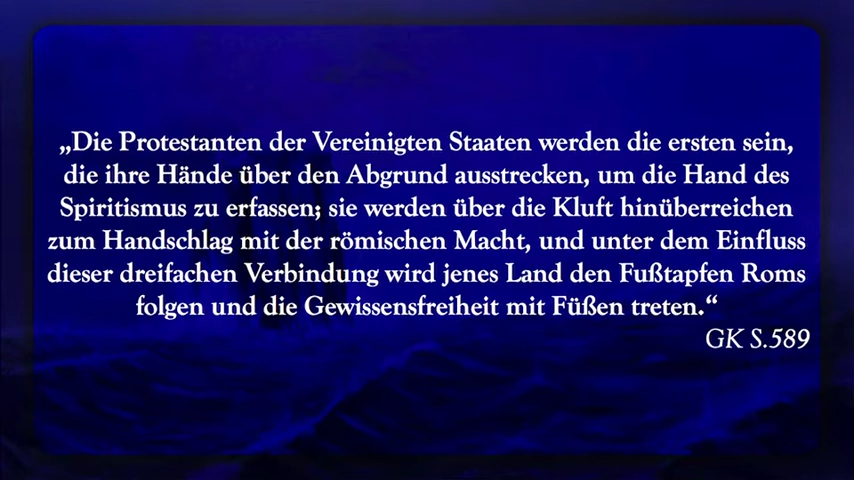 „Die Protestanten der Vereinigten Staaten werden die ersten sein,
die ihre Hände über den Abgrund ausstrecken, um die Hand des
Spiritismus zu erfassen; sie werden über die Kluft hinüberreichen
zum Handschlag mit der römischen Macht, und unter dem Einfluss
dieser dreifachen Verbindung wird jenes Land den Fußtapfen Roms
folgen und die Gewissensfreiheit mit Füßen treten.“
GK S.589